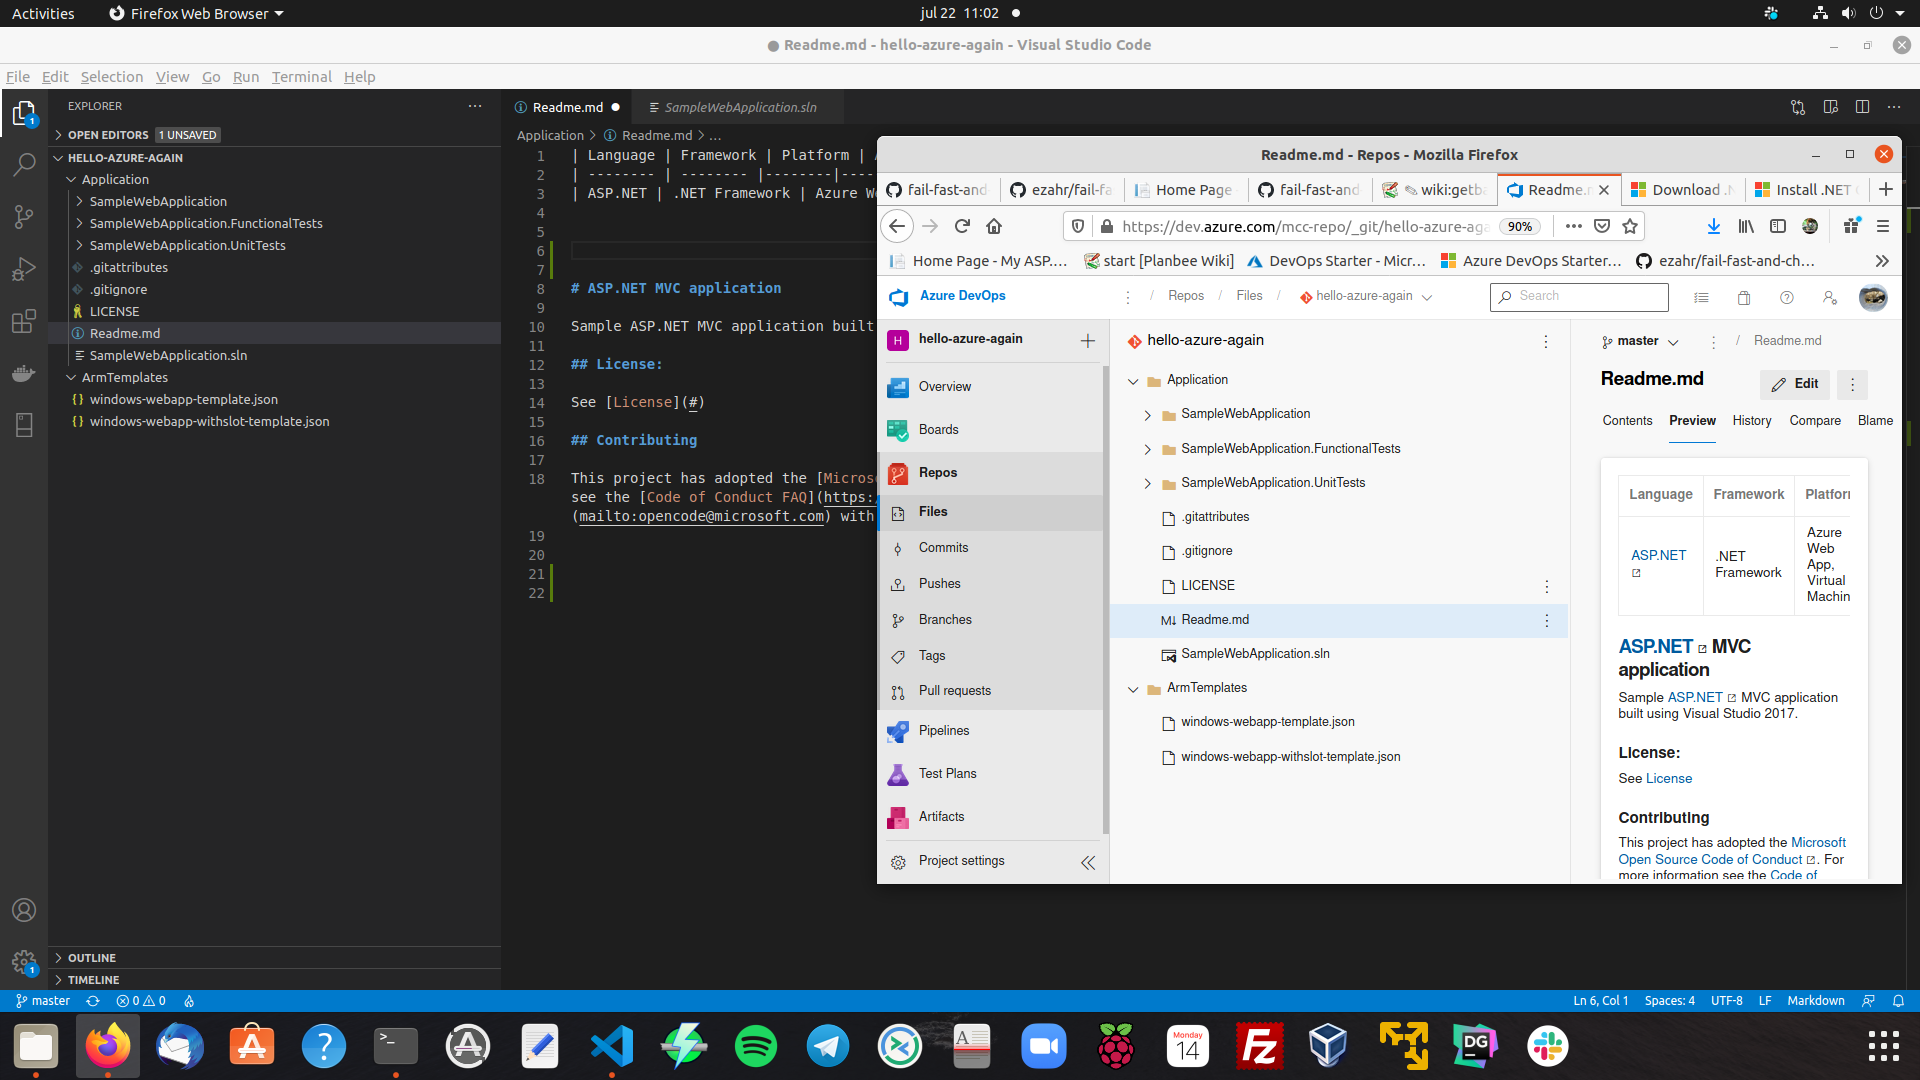 Activities
Firefox Web Browser
jul 22 11:02
● Readme.md - hello-azure-again - Visual Studio Code
File Edit Selection View Go Run Terminal Help
EXPLORER
OPEN EDITORS 1 UNSAVED
HELLO-AZURE-AGAIN
Application
SampleWebApplication
SampleWebApplication.FunctionalTests
SampleWebApplication.UnitTests
.gitattributes
.gitignore
LICENSE
Readme.md
SampleWebApplication.sln
ArmTemplates
windows-webapp-template.json
windows-webapp-withslot-template.json
OUTLINE
TIMELINE
1
1
Readme.md
SampleWebApplication.sln
Application > Readme.md > ...
1 | Language | Framework | Platform |
2 | -------- | -------- |--------|----
3 | ASP.NET | .NET Framework | Azure We
4
5
6
7
8 # ASP.NET MVC application
9
10 Sample ASP.NET MVC application built
11
12 ## License:
13
14 See [License](#)
15
16 ## Contributing
17
18 This project has adopted the [Microso
see the [Code of Conduct FAQ](https:/
(mailto:opencode@microsoft.com) with
19
20
21
22
Readme.md - Repos - Mozilla Firefox
fail-fast-and
ezahr/fail-fa
Home Page
fail-fast-and
wiki:getba
Readme.m
Download .N
Install .NET
https://dev.azure.com/mcc-repo/_git/hello-azure-aga
90%
Home Page - My ASP....
start [Planbee Wiki]
DevOps Starter - Micr...
Azure DevOps Starter...
ezahr/fail-fast-and-ch...
Azure DevOps
/ Repos / Files / hello-azure-again
Search
H hello-azure-again
Overview
Boards
Repos
Files
Commits
Pushes
Branches
Tags
Pull requests
Pipelines
Test Plans
Artifacts
Project settings
hello-azure-again
Application
SampleWebApplication
SampleWebApplication.FunctionalTests
SampleWebApplication.UnitTests
.gitattributes
.gitignore
LICENSE
M↓ Readme.md
SampleWebApplication.sln
ArmTemplates
windows-webapp-template.json
windows-webapp-withslot-template.json
master / Readme.md
Readme.md
Edit
Contents Preview History Compare Blame
Language Framework Platforr
ASP.NET
.NET Framework
Azure
Web
App,
Virtual
Machin
ASP.NET MVC
application
Sample ASP.NET MVC application
built using Visual Studio 2017.
License:
See License
Contributing
This project has adopted the Microsoft
Open Source Code of Conduct . For
more information see the Code of
master
0 0
Ln 6, Col 1 Spaces: 4 UTF-8 LF Markdown
Monday
14
A
Fz
DG